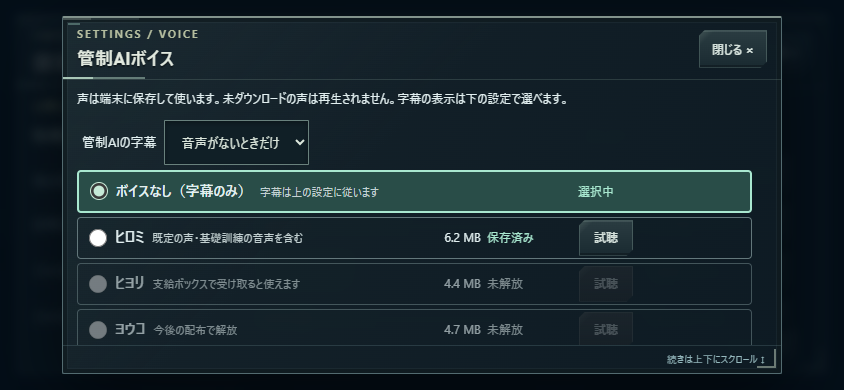 SETTINGS / VOICE
管制AIボイス
閉じる ×
声は端末に保存して使います。未ダウンロードの声は再生されません。字幕の表示は下の設定で選べます。
管制AIの字幕 音声がないときだけ
ボイスなし（字幕のみ） 字幕は上の設定に従います 選択中
ヒロミ 既定の声・基礎訓練の音声を含む 6.2 MB 保存済み 試聴
ヒヨリ 支給ボックスで受け取ると使えます 4.4 MB 未解放 試聴
ヨウコ 今後の配布で解放 4.7 MB 未解放 試聴
続きは上下にスクロール ↕